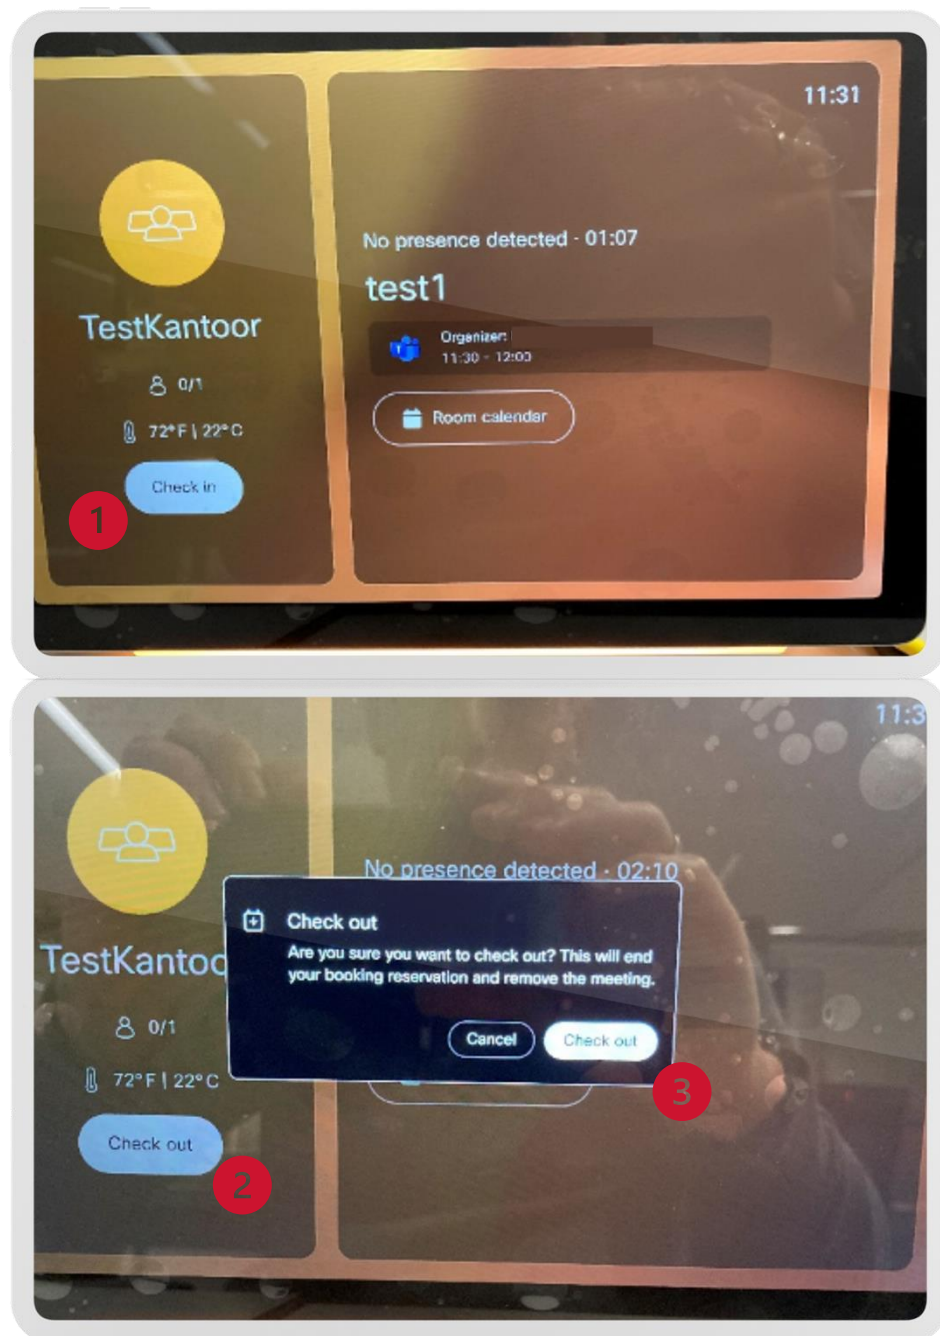 11:31
No presence detected · 01:07
test1
TestKantoor
Organizer:
11:30 - 12:00
0/1
Room calendar
72°F | 22°C
Check in
1
11:3
No presence detected · 02:10
Check out
Are you sure you want to check out? This will end
your booking reservation and remove the meeting.
TestKantoo
0/1
Cancel
Check out
72°F | 22°C
3
Check out
2